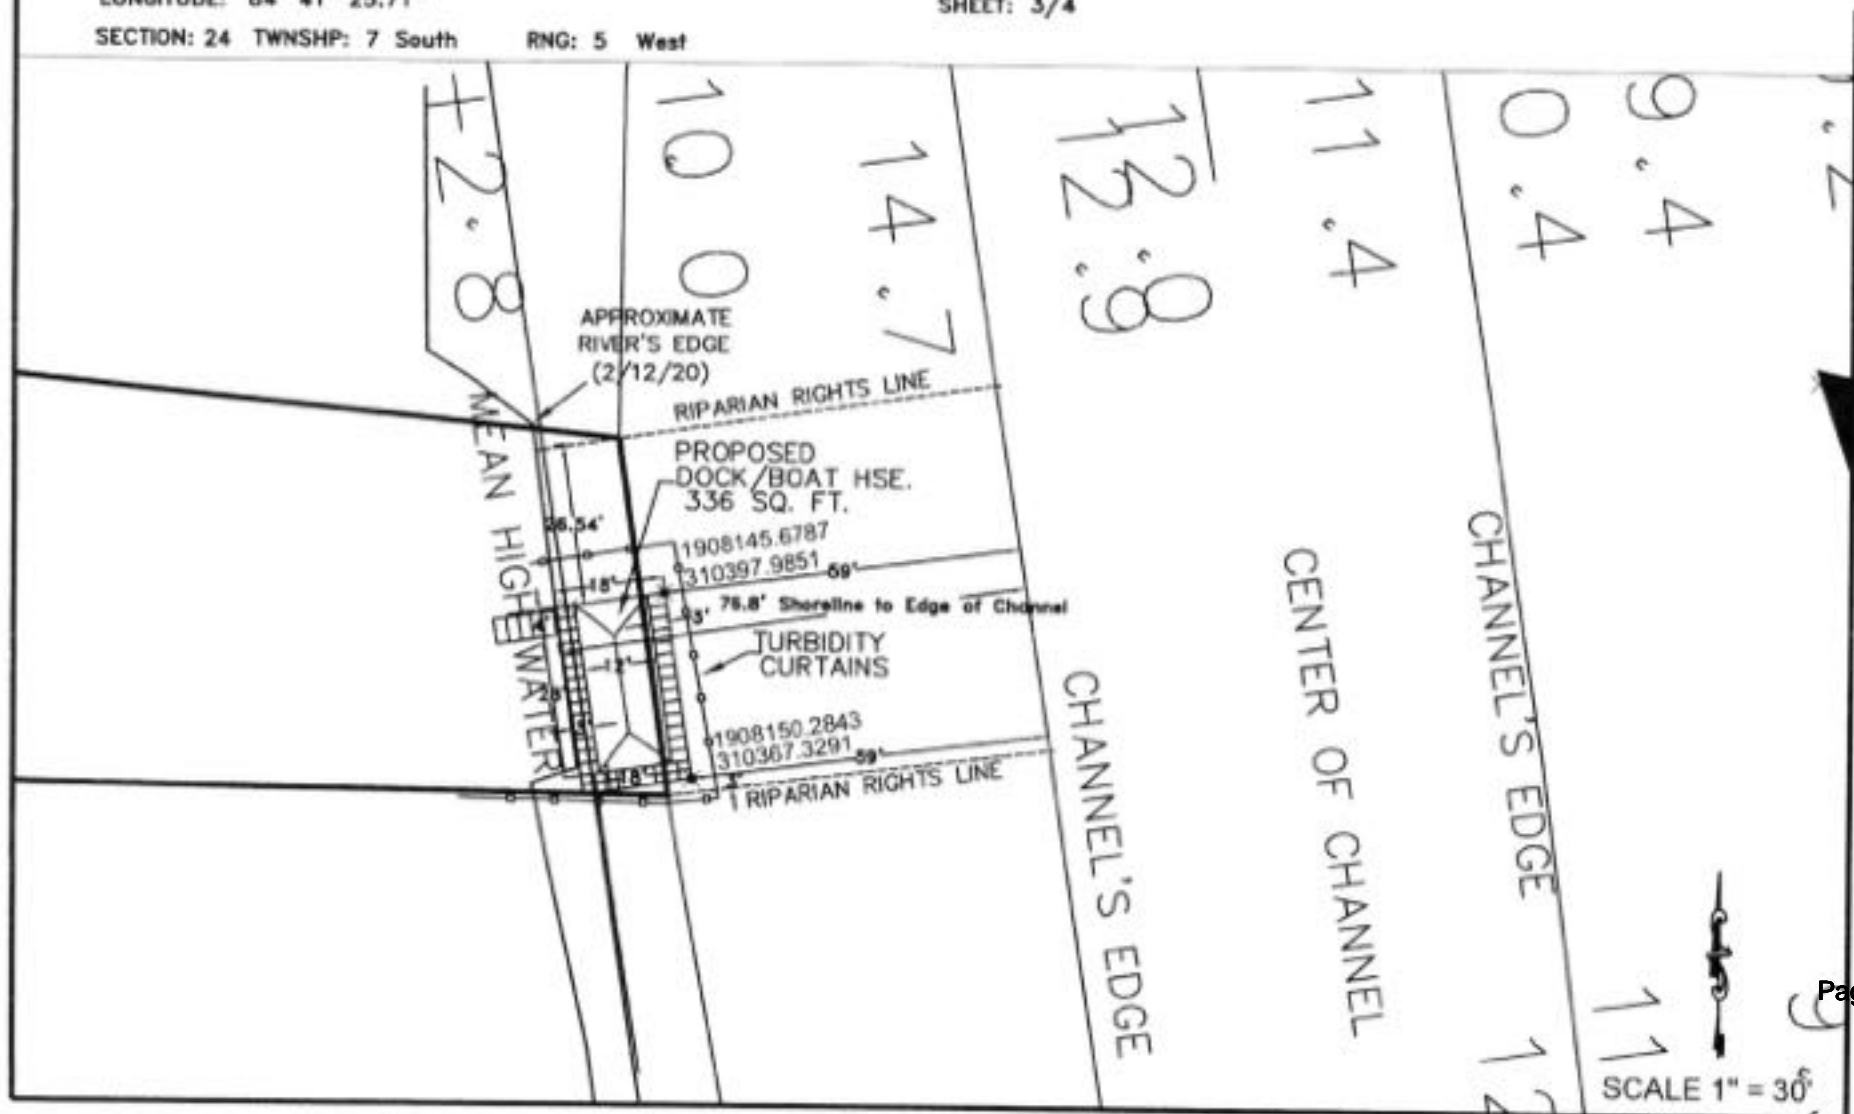 SHEET: 3/4
SECTION: 24 TWNSHP: 7 South RNG: 5 West
+2.8
10.0
14.7
12.9
12.0
11.4
0.4
9.4
APPROXIMATE
RIVER'S EDGE
(2/12/20)
RIPARIAN RIGHTS LINE
PROPOSED
DOCK/BOAT HSE.
336 SQ. FT.
26.54'
1908145.6787
310397.9851
59'
18'
76.8' Shoreline to Edge of Channel
TURBIDITY
CURTAINS
12'
1908150.2843
310367.3291
59'
18'
RIPARIAN RIGHTS LINE
MEAN HIGH WATER
CHANNEL'S EDGE
CENTER OF CHANNEL
CHANNEL'S EDGE
SCALE 1" = 30'